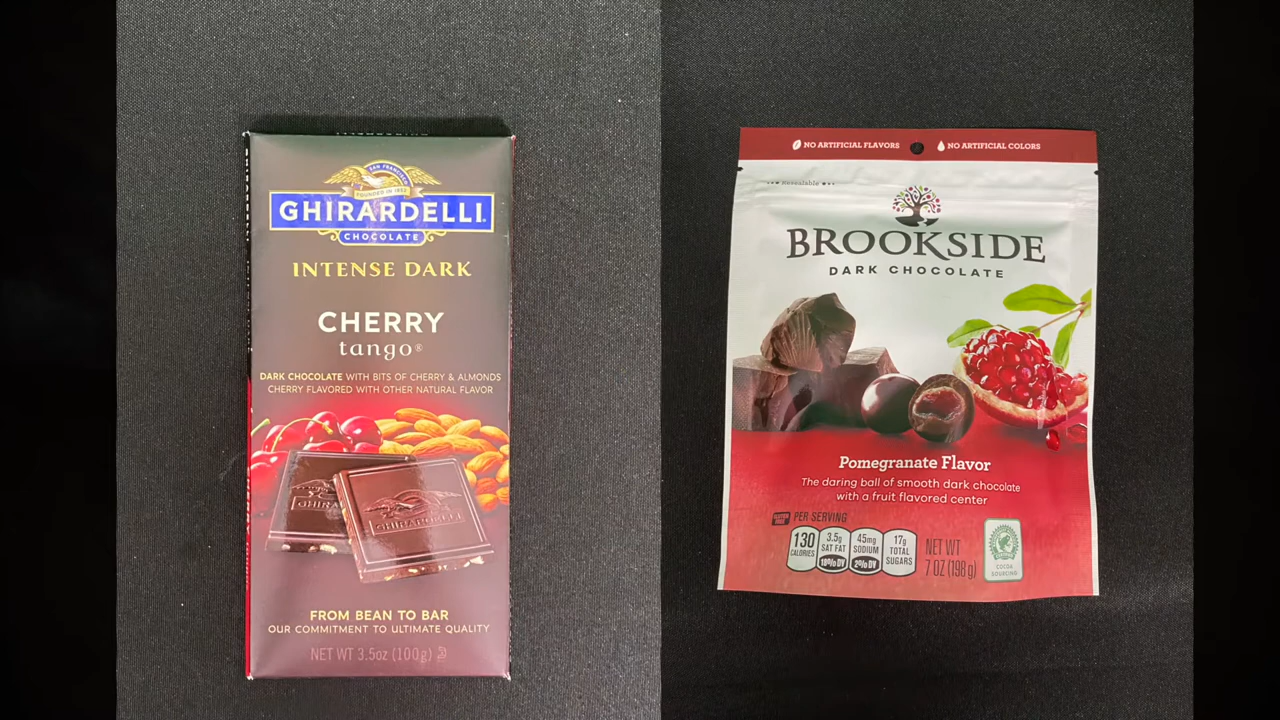 SAN FRANCISCO
FOUNDED IN 1852
GHIRARDELLI
CHOCOLATE
INTENSE DARK
CHERRY
tango®
DARK CHOCOLATE WITH BITS OF CHERRY & ALMONDS
CHERRY FLAVORED WITH OTHER NATURAL FLAVOR
GHIRARDELLI
FROM BEAN TO BAR
OUR COMMITMENT TO ULTIMATE QUALITY
NET WT 3.5oz (100g)
NO ARTIFICIAL FLAVORS
NO ARTIFICIAL COLORS
Resealable
BROOKSIDE
DARK CHOCOLATE
Pomegranate Flavor
The daring ball of smooth dark chocolate
with a fruit flavored center
GLUTEN FREE
PER SERVING
130 CALORIES
3.5g SAT FAT 18% DV
45mg SODIUM 2% DV
17g TOTAL SUGARS
NET WT
7 OZ (198 g)
COCOA
SOURCING